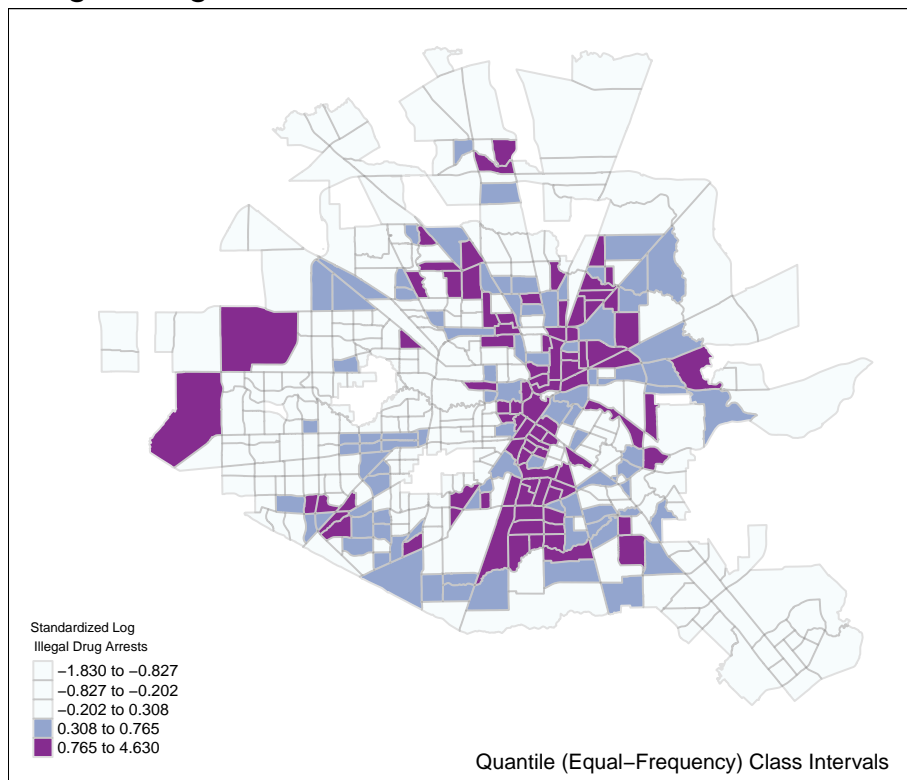 Standardized Log
Illegal Drug Arrests
−1.830 to −0.827
−0.827 to −0.202
−0.202 to 0.308
0.308 to 0.765
0.765 to 4.630
Quantile (Equal−Frequency) Class Intervals